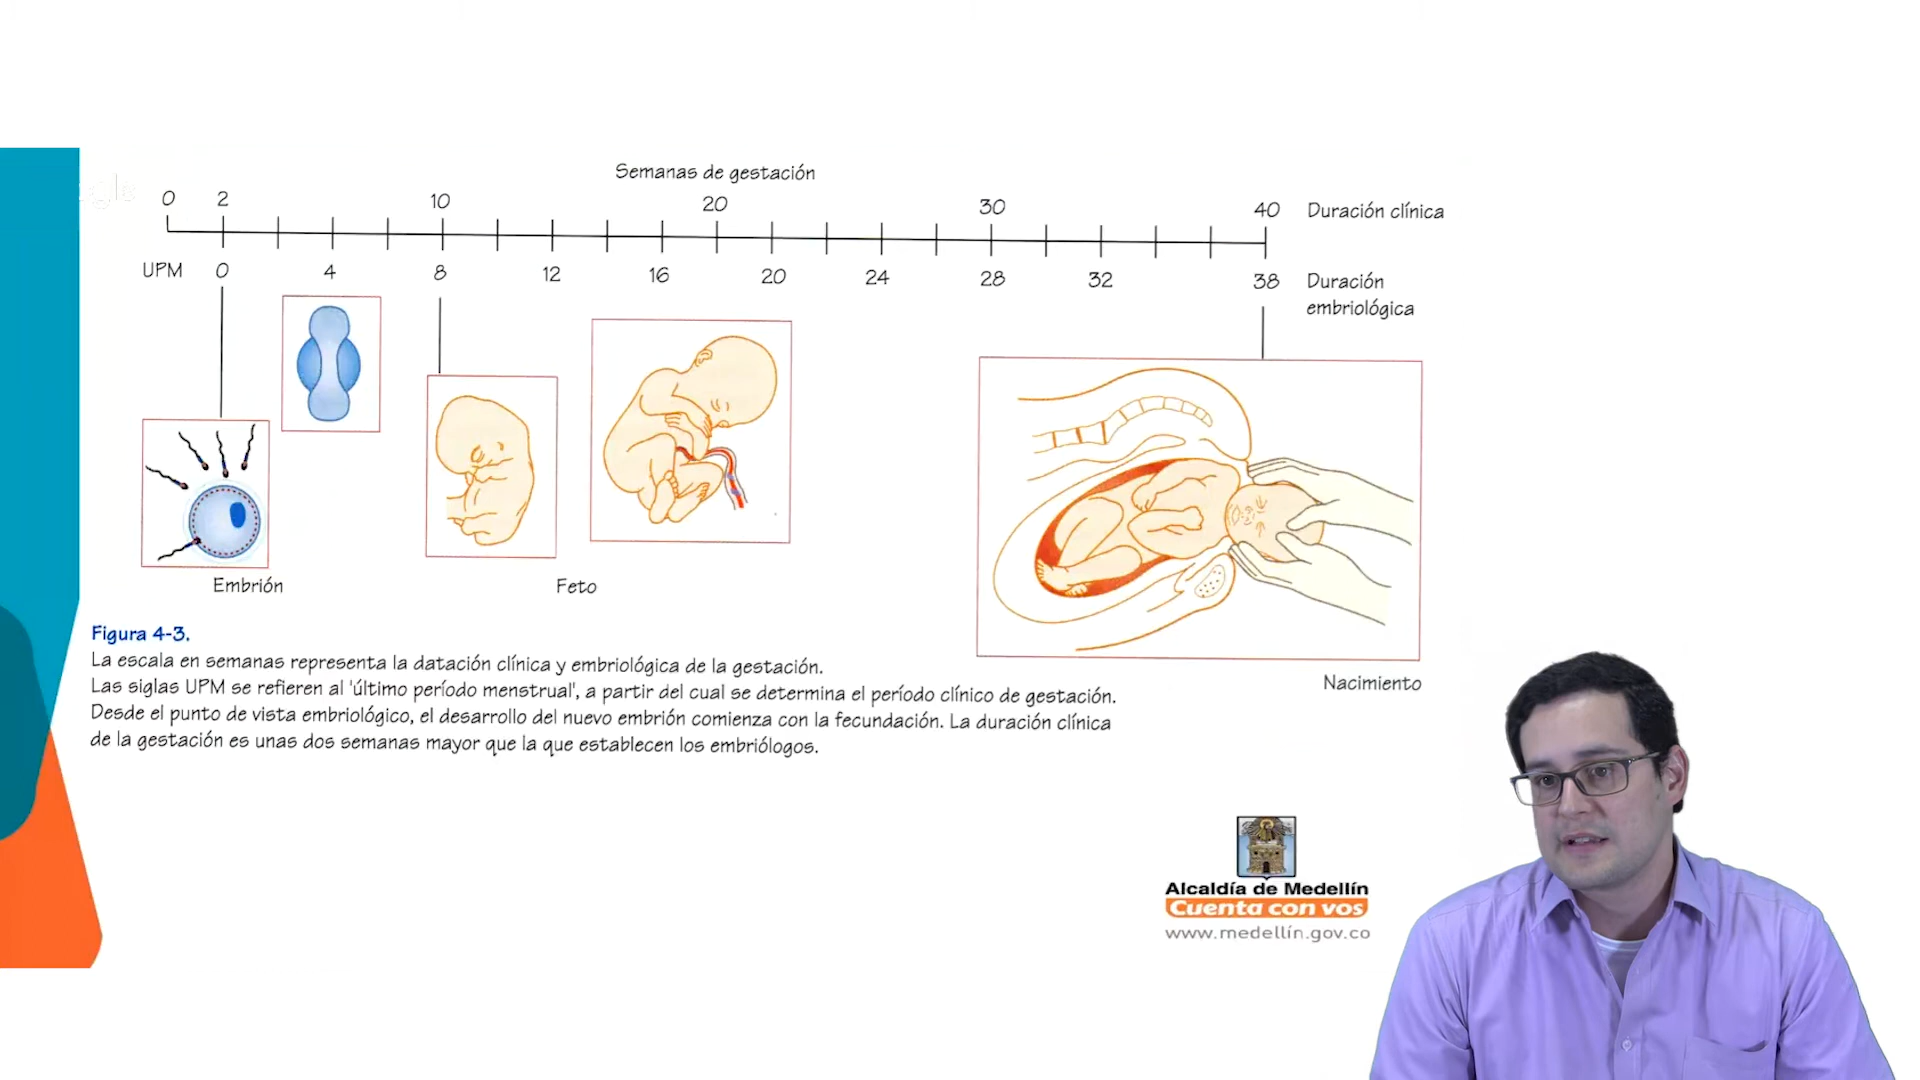 Semanas de gestación
0 2 10 20 30 40 Duración clínica
UPM 0 4 8 12 16 20 24 28 32 38 Duración
embriológica
Embrión
Feto
Nacimiento
Figura 4-3.
La escala en semanas representa la datación clínica y embriológica de la gestación.
Las siglas UPM se refieren al 'último período menstrual', a partir del cual se determina el período clínico de gestación.
Desde el punto de vista embriológico, el desarrollo del nuevo embrión comienza con la fecundación. La duración clínica
de la gestación es unas dos semanas mayor que la que establecen los embriólogos.
Alcaldía de Medellín
Cuenta con vos
www.medellín.gov.co